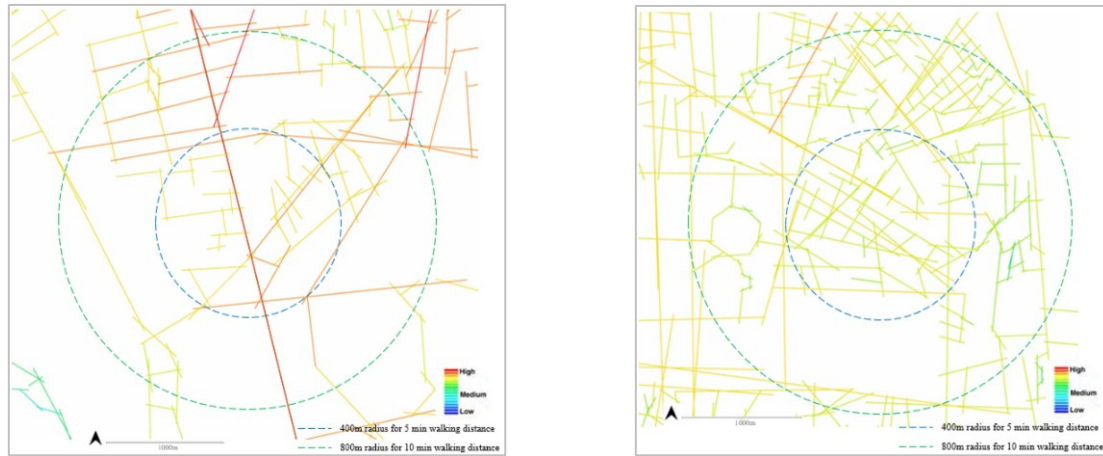 High
Medium
Low
1000m
400m radius for 5 min walking distance
800m radius for 10 min walking distance
High
Medium
Low
1000m
400m radius for 5 min walking distance
800m radius for 10 min walking distance